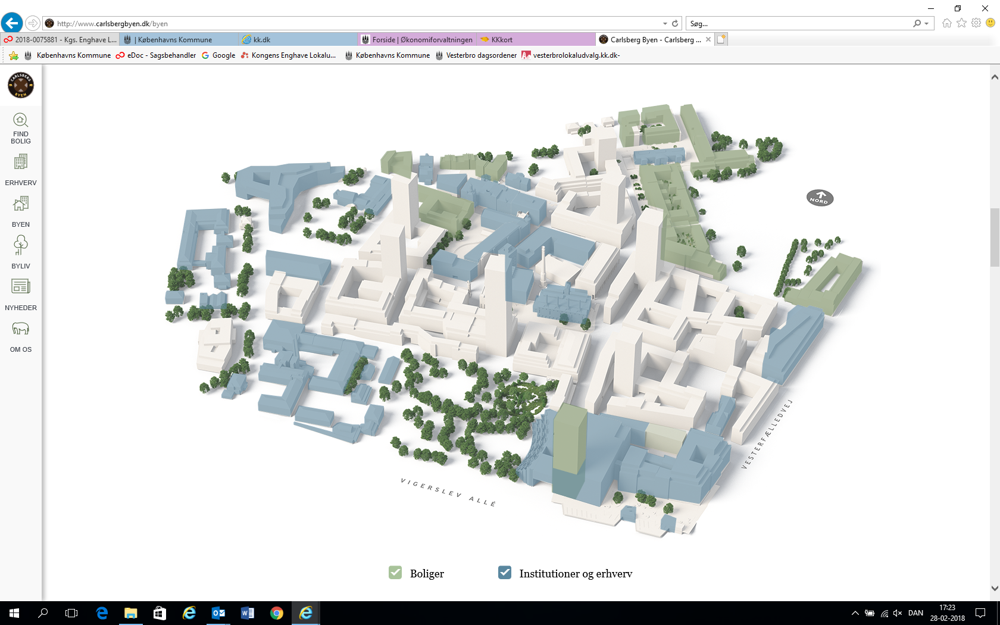 http://www.carlsbergbyen.dk/byen
Søg...
2018-0075881 - Kgs. Enghave L...
| Københavns Kommune
kk.dk
Forside | Økonomiforvaltningen
KKkort
Carlsberg Byen - Carlsberg ...
Københavns Kommune
eDoc - Sagsbehandler
Google
Kongens Enghave Lokalu...
Københavns Kommune
Vesterbro dagsordener
vesterbrolokaludvalg.kk.dk-
CARLSBERG
BYEN
FIND
BOLIG
ERHVERV
BYEN
BYLIV
NYHEDER
OM OS
NORD
VESTERFÆLLEDVEJ
VIGERSLEV ALLÉ
Boliger
Institutioner og erhverv
DAN
17:23
28-02-2018